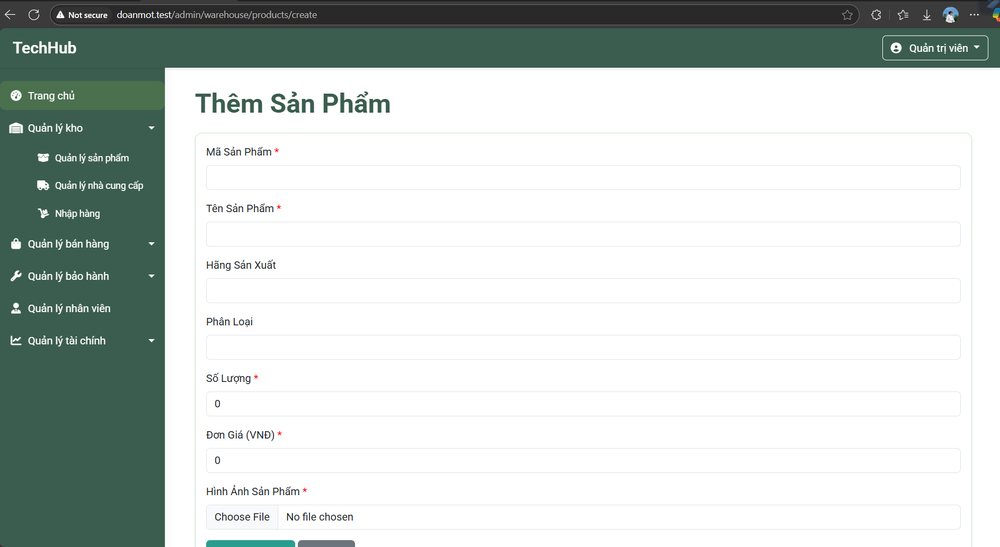 Not secure doanmot.test/admin/warehouse/products/create
TechHub
Quản trị viên
Trang chủ
Quản lý kho
Quản lý sản phẩm
Quản lý nhà cung cấp
Nhập hàng
Quản lý bán hàng
Quản lý bảo hành
Quản lý nhân viên
Quản lý tài chính
Thêm Sản Phẩm
Mã Sản Phẩm *
Tên Sản Phẩm *
Hãng Sản Xuất
Phân Loại
Số Lượng *
0
Đơn Giá (VNĐ) *
0
Hình Ảnh Sản Phẩm *
Choose File No file chosen